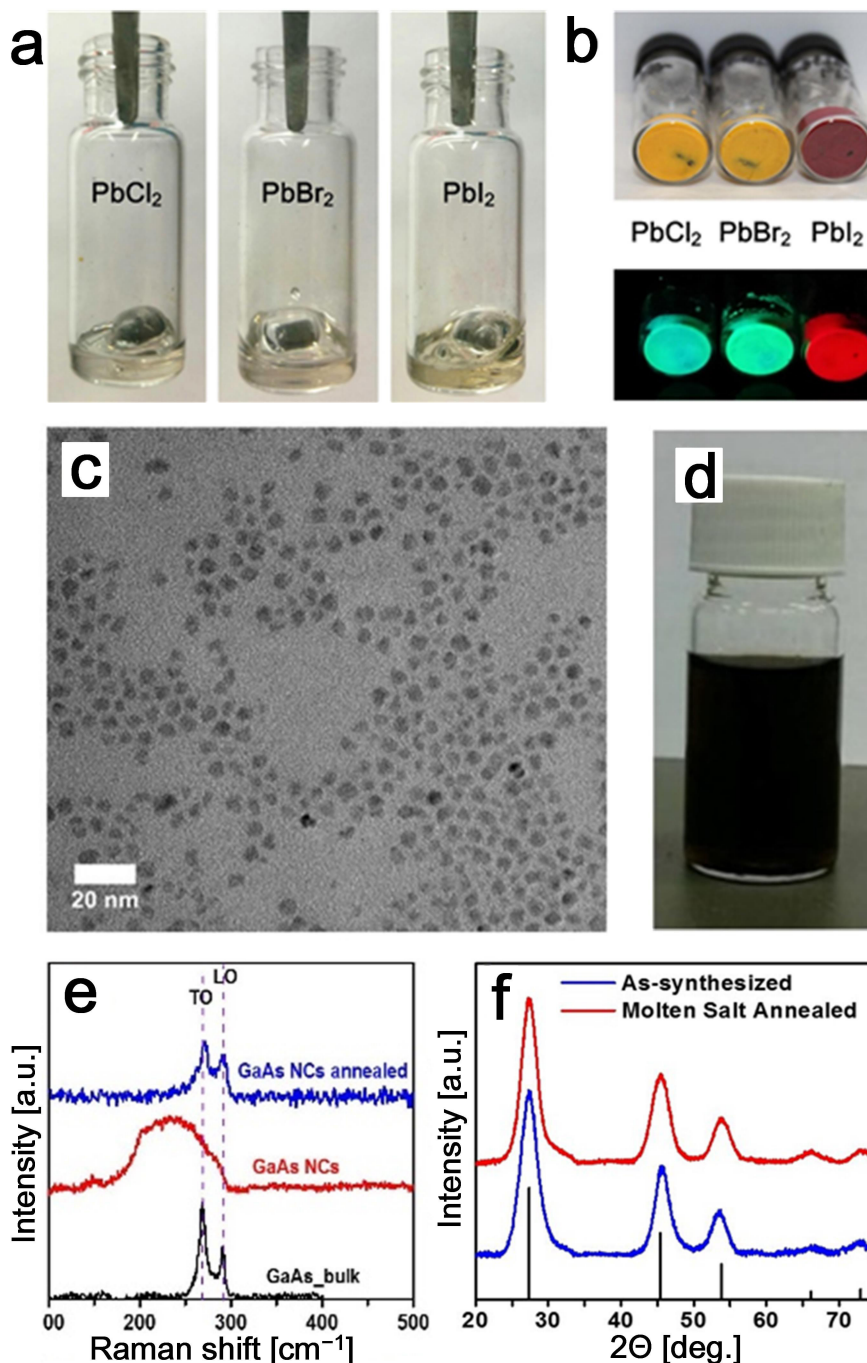 a
PbCl₂
PbBr₂
PbI₂
b
PbCl₂ PbBr₂ PbI₂
c
20 nm
d
e
TO
LO
GaAs NCs annealed
GaAs NCs
GaAs_bulk
Intensity [a.u.]
00 200 300 500
Raman shift [cm⁻¹]
f
As-synthesized
Molten Salt Annealed
Intensity [a.u.]
20 30 40 50 60 70
2Θ [deg.]